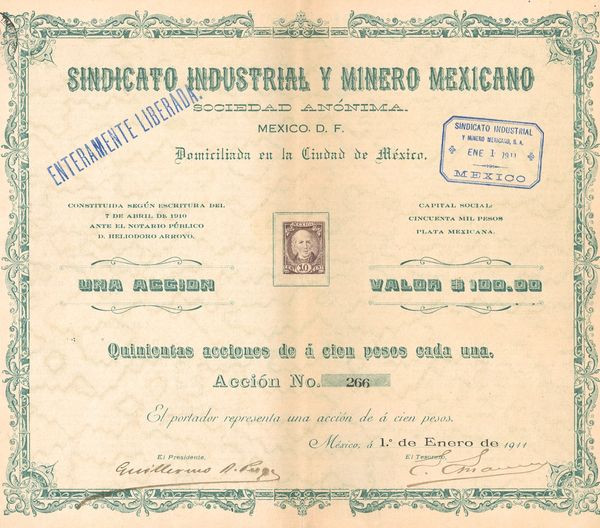 SINDICATO INDUSTRIAL Y MINERO MEXICANO
SOCIEDAD ANÓNIMA.
MEXICO. D. F.
Domiciliada en la Ciudad de México.
ENTERAMENTE LIBERADA.
SINDICATO INDUSTRIAL
Y MINERO MEXICANO, S. A.
ENE 1 1911
MEXICO
CONSTITUIDA SEGÚN ESCRITURA DEL
7 DE ABRIL DE 1910
ANTE EL NOTARIO PÚBLICO
D. HELIODORO ARROYO.
CAPITAL SOCIAL:
CINCUENTA MIL PESOS
PLATA MEXICANA.
10
UNA ACCION
VALOR $ 100.00
Quinientas acciones de á cien pesos cada una.
Acción No. 266
El portador representa una acción de á cien pesos.
México, á 1º de Enero de 1911
El Presidente,
El Tesorero,
Guillermo